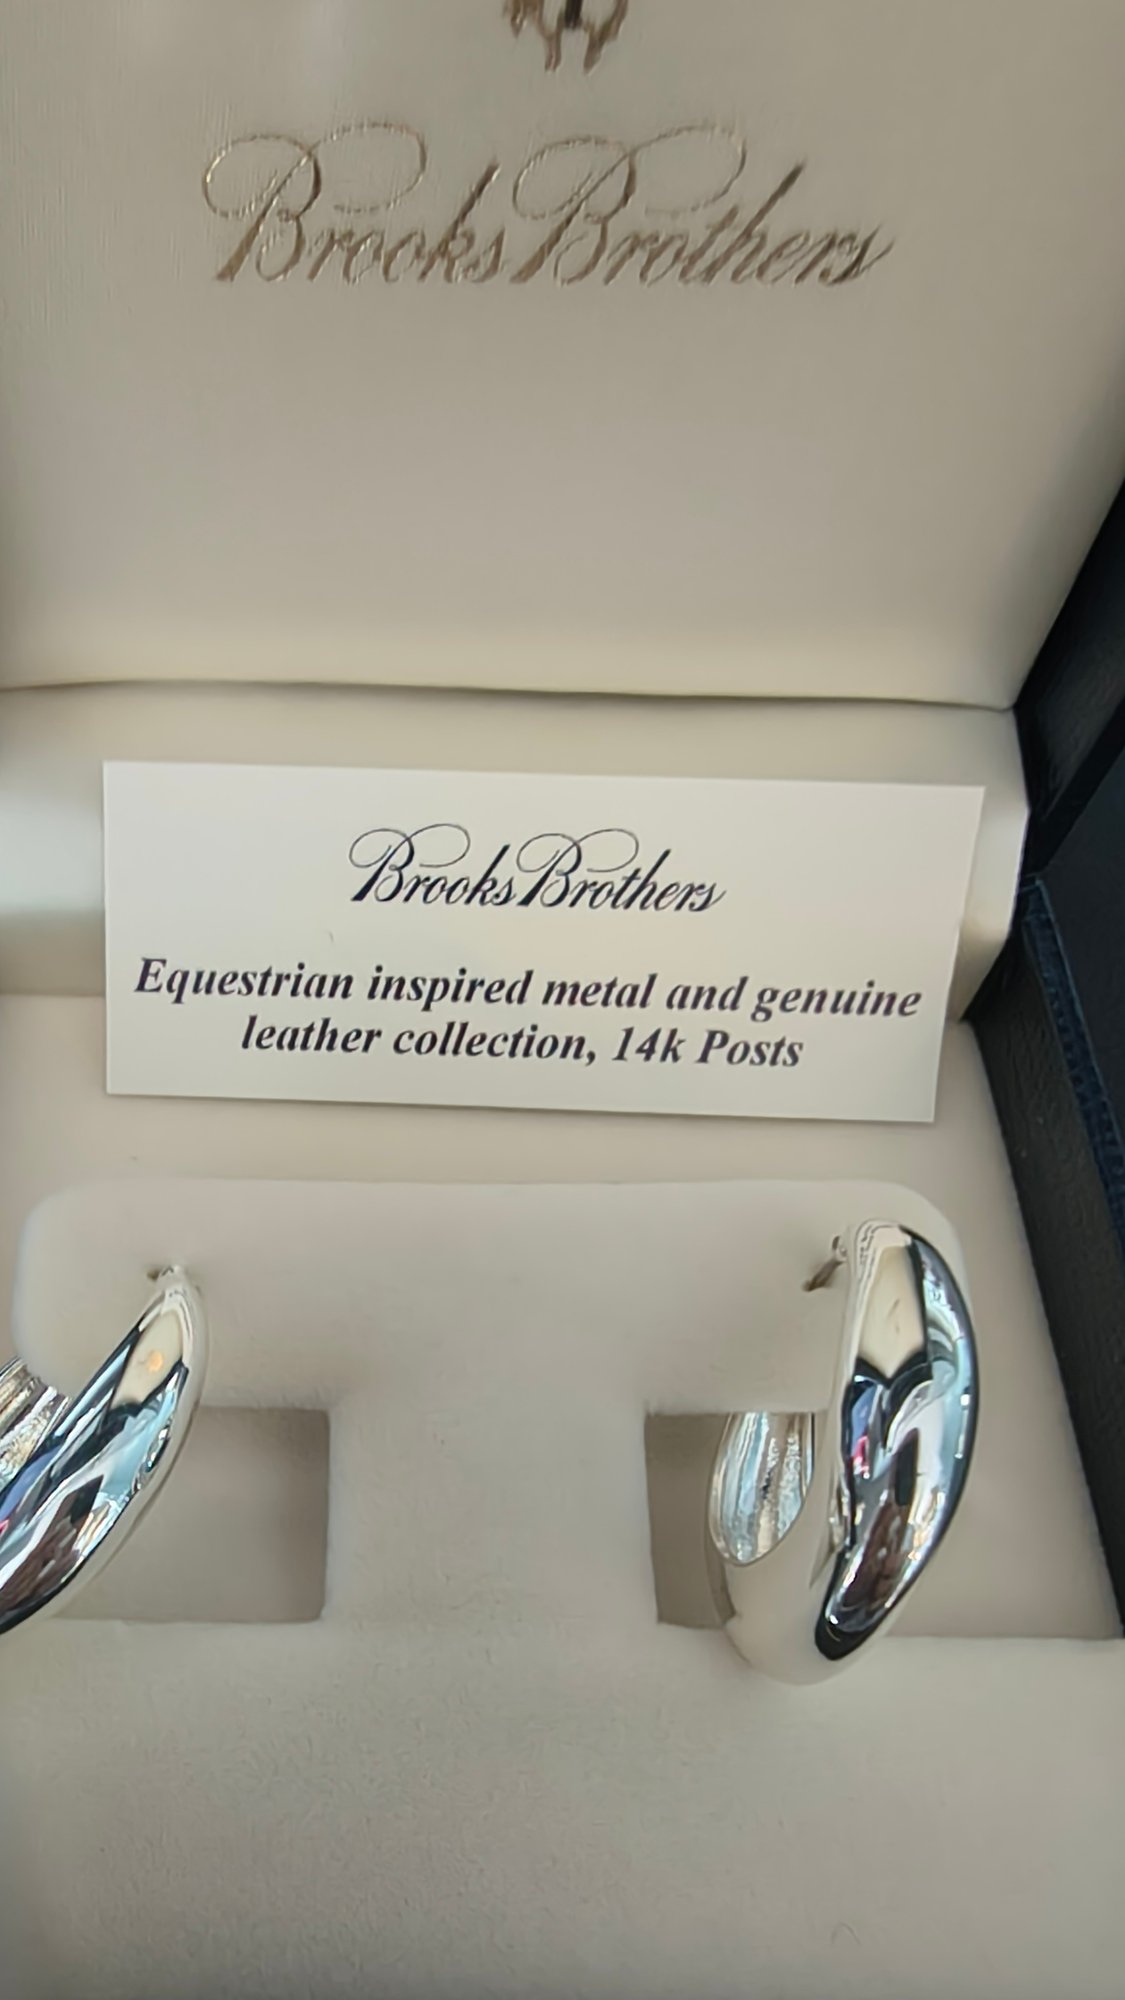 Brooks Brothers
Brooks Brothers
Equestrian inspired metal and genuine
leather collection, 14k Posts